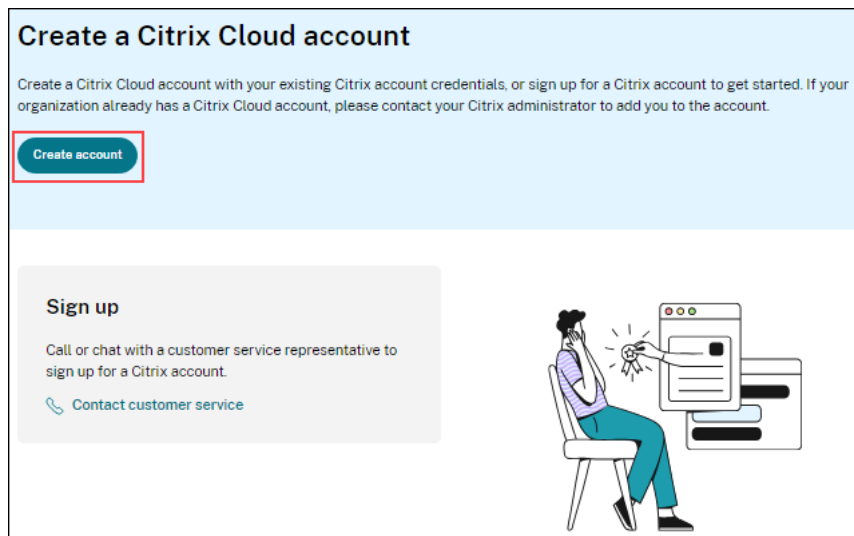 Create a Citrix Cloud account
Create a Citrix Cloud account with your existing Citrix account credentials, or sign up for a Citrix account to get started. If your
organization already has a Citrix Cloud account, please contact your Citrix administrator to add you to the account.
Create account
Sign up
Call or chat with a customer service representative to
sign up for a Citrix account.
Contact customer service